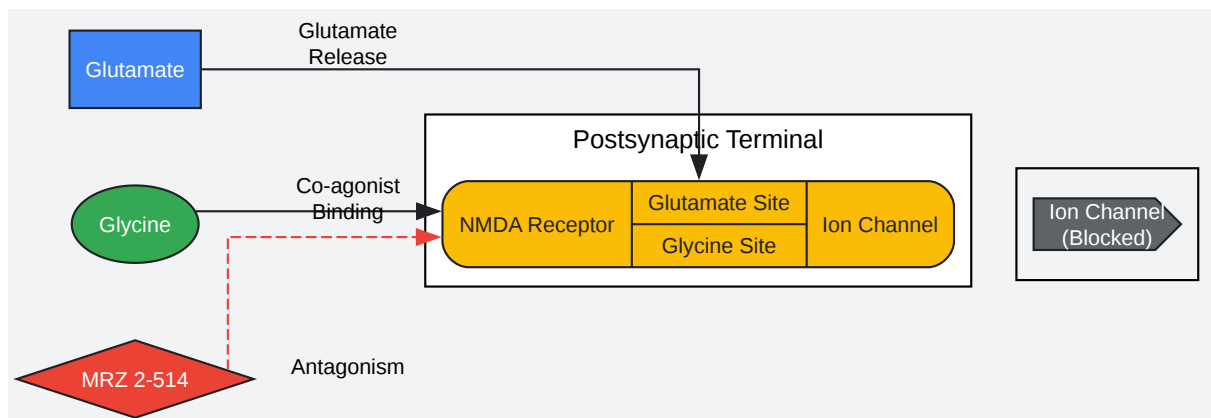 Glutamate
Release
Glutamate
Postsynaptic Terminal
Co-agonist
Binding
Glycine
NMDA Receptor
Glutamate Site
Glycine Site
Ion Channel
Ion Channel
(Blocked)
Antagonism
MRZ 2-514